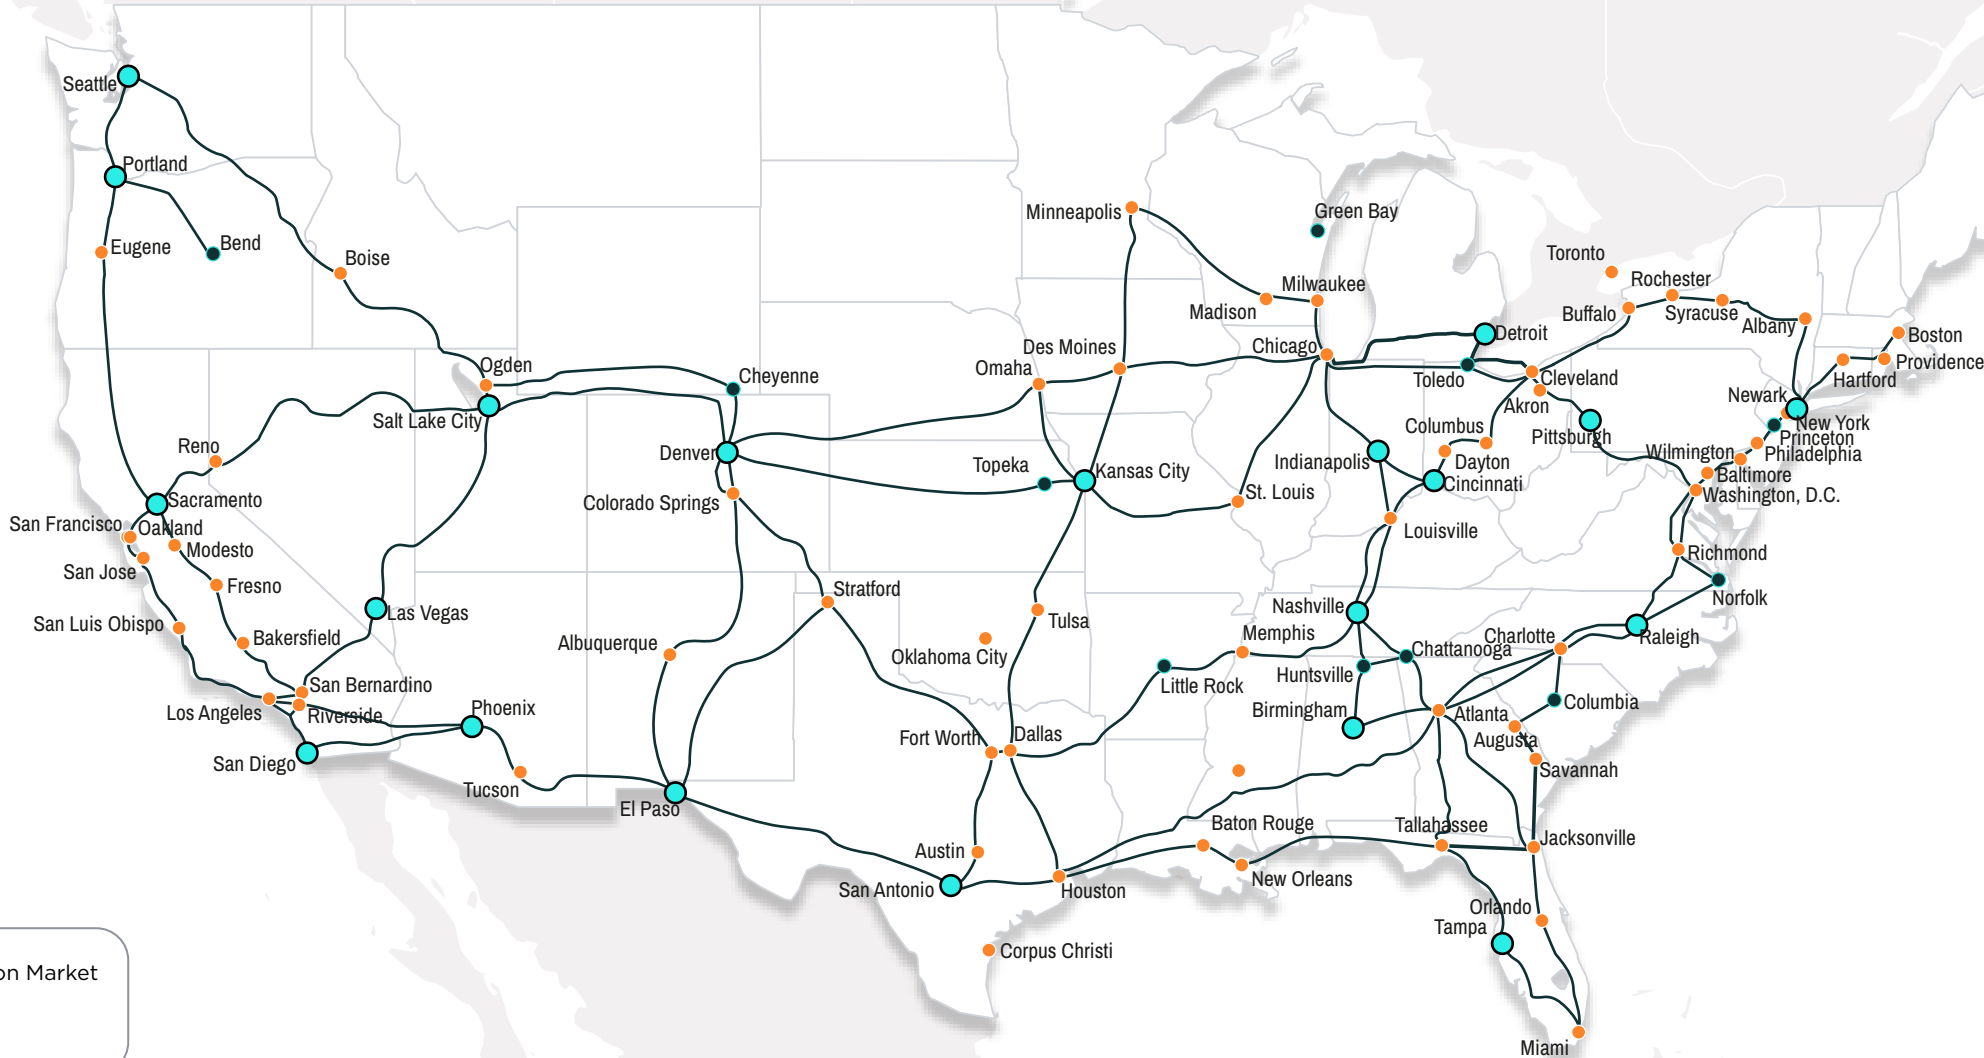 Seattle
Portland
Eugene
Bend
Boise
Ogden
Salt Lake City
Cheyenne
Reno
Sacramento
San Francisco
Oakland
Modesto
San Jose
Fresno
San Luis Obispo
Bakersfield
Las Vegas
San Bernardino
Los Angeles
Riverside
San Diego
Phoenix
Tucson
Denver
Colorado Springs
Albuquerque
El Paso
Stratford
Minneapolis
Green Bay
Milwaukee
Madison
Des Moines
Omaha
Chicago
Topeka
Kansas City
St. Louis
Tulsa
Oklahoma City
Fort Worth
Dallas
Austin
San Antonio
Houston
Corpus Christi
Little Rock
Memphis
Nashville
Huntsville
Chattanooga
Birmingham
Atlanta
Baton Rouge
New Orleans
Tallahassee
Jacksonville
Orlando
Tampa
Miami
Savannah
Augusta
Columbia
Charlotte
Raleigh
Norfolk
Richmond
Washington, D.C.
Baltimore
Wilmington
Philadelphia
Princeton
New York
Newark
Hartford
Providence
Boston
Albany
Syracuse
Rochester
Buffalo
Toronto
Detroit
Toledo
Cleveland
Akron
Pittsburgh
Columbus
Dayton
Cincinnati
Indianapolis
Louisville
on Market